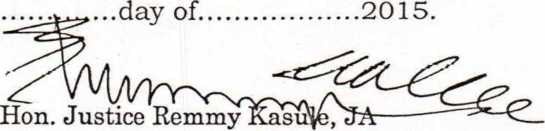 .............day of..................2015.
Hon. Justice Remmy Kasule, JA